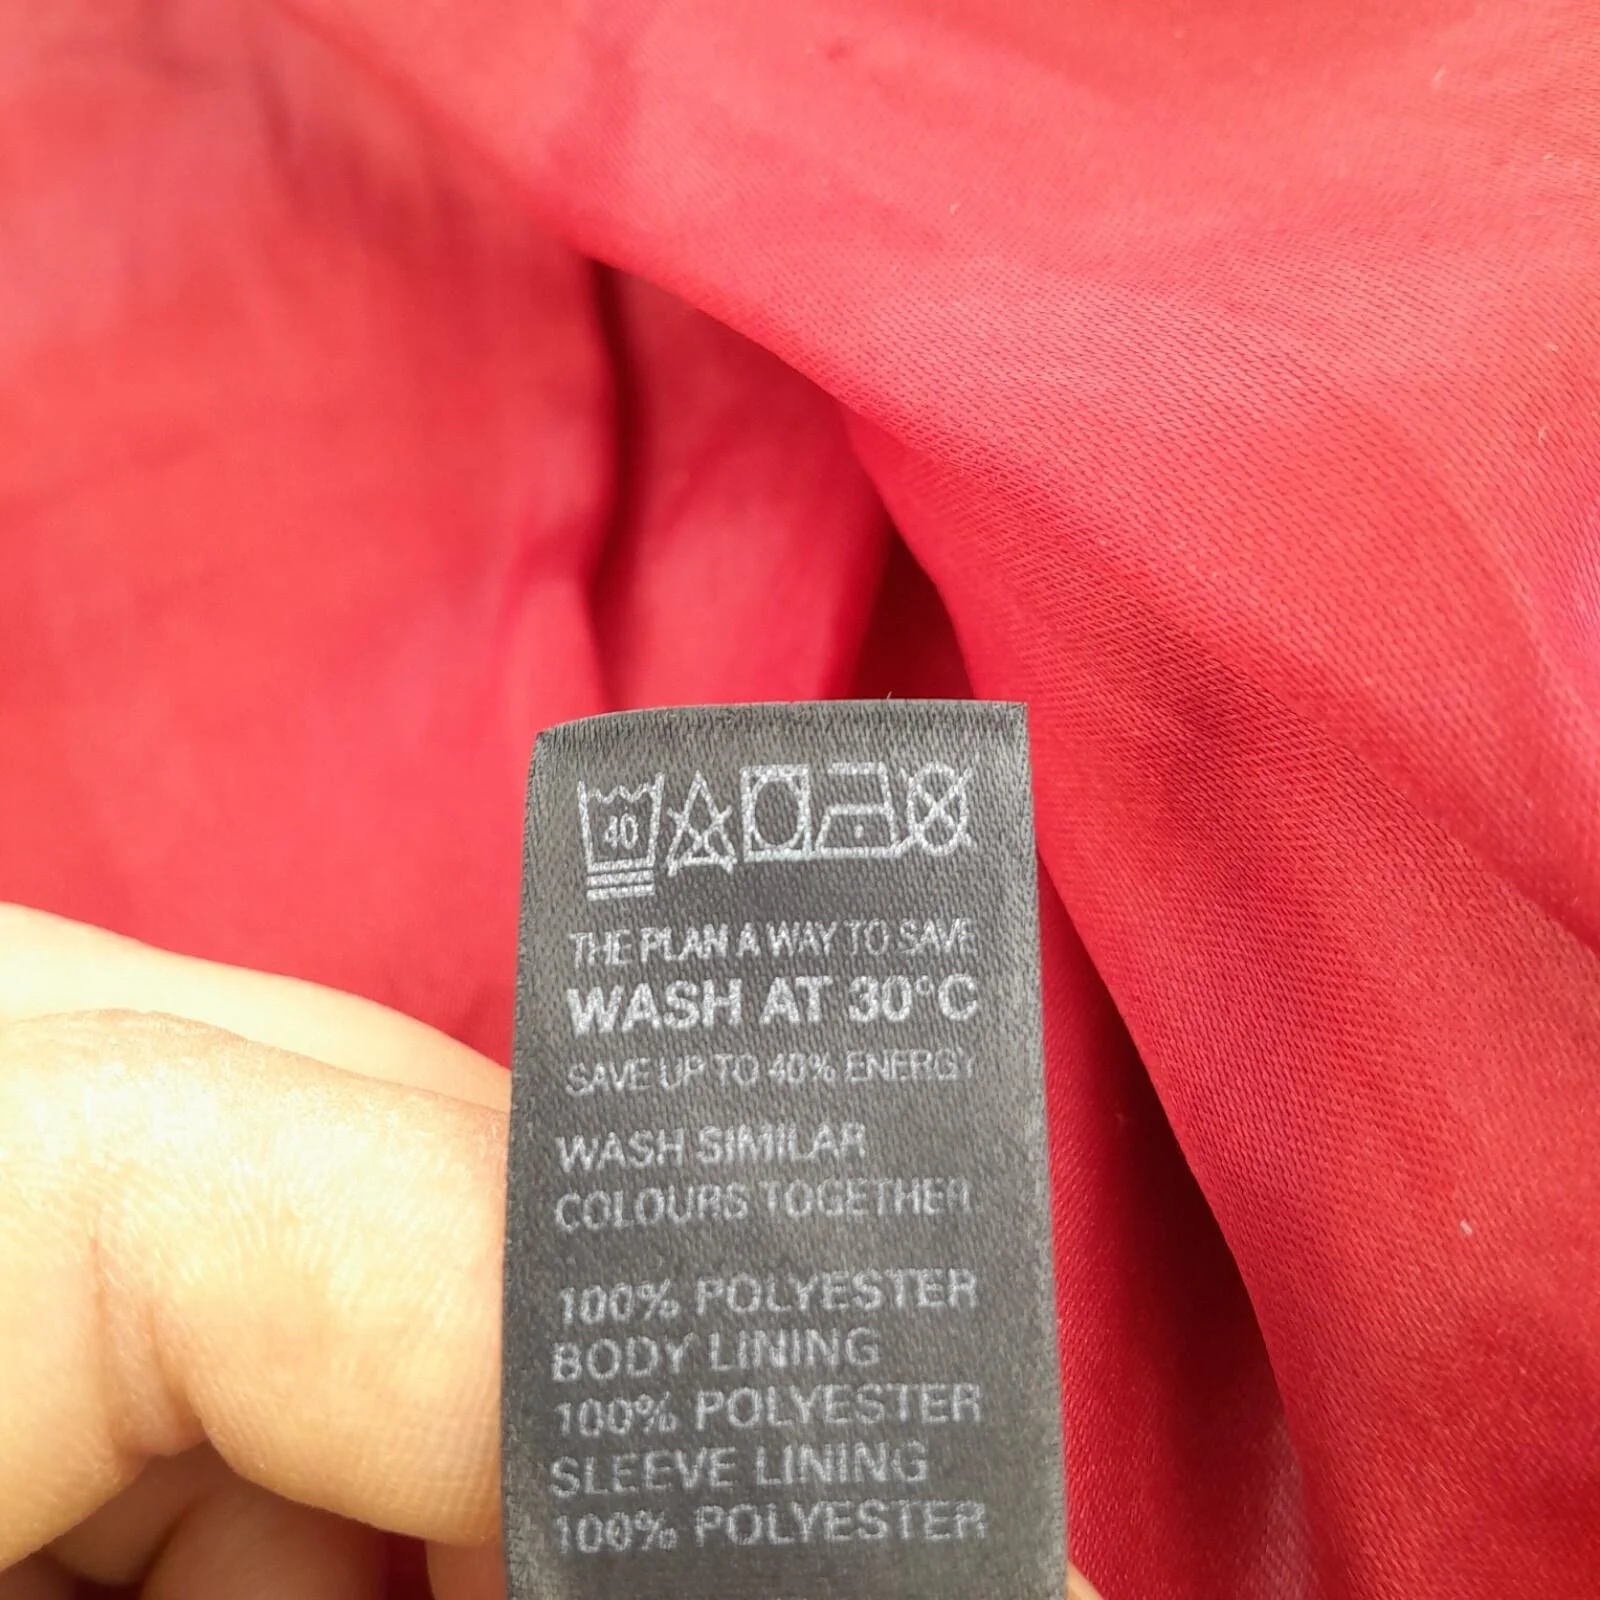 40
THE PLAN A WAY TO SAVE
WASH AT 30°C
SAVE UP TO 40% ENERGY
WASH SIMILAR
COLOURS TOGETHER.
100% POLYESTER
BODY LINING
100% POLYESTER
SLEEVE LINING
100% POLYESTER